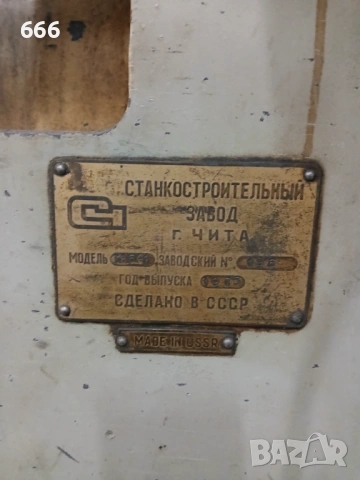 666
СТАНКОСТРОИТЕЛЬНЫЙ
ЗАВОД
Г. ЧИТА
МОДЕЛЬ ЗАВОДСКИЙ №
ГОД ВЫПУСКА
СДЕЛАНО В СССР
MADE IN USSR
BAZAR